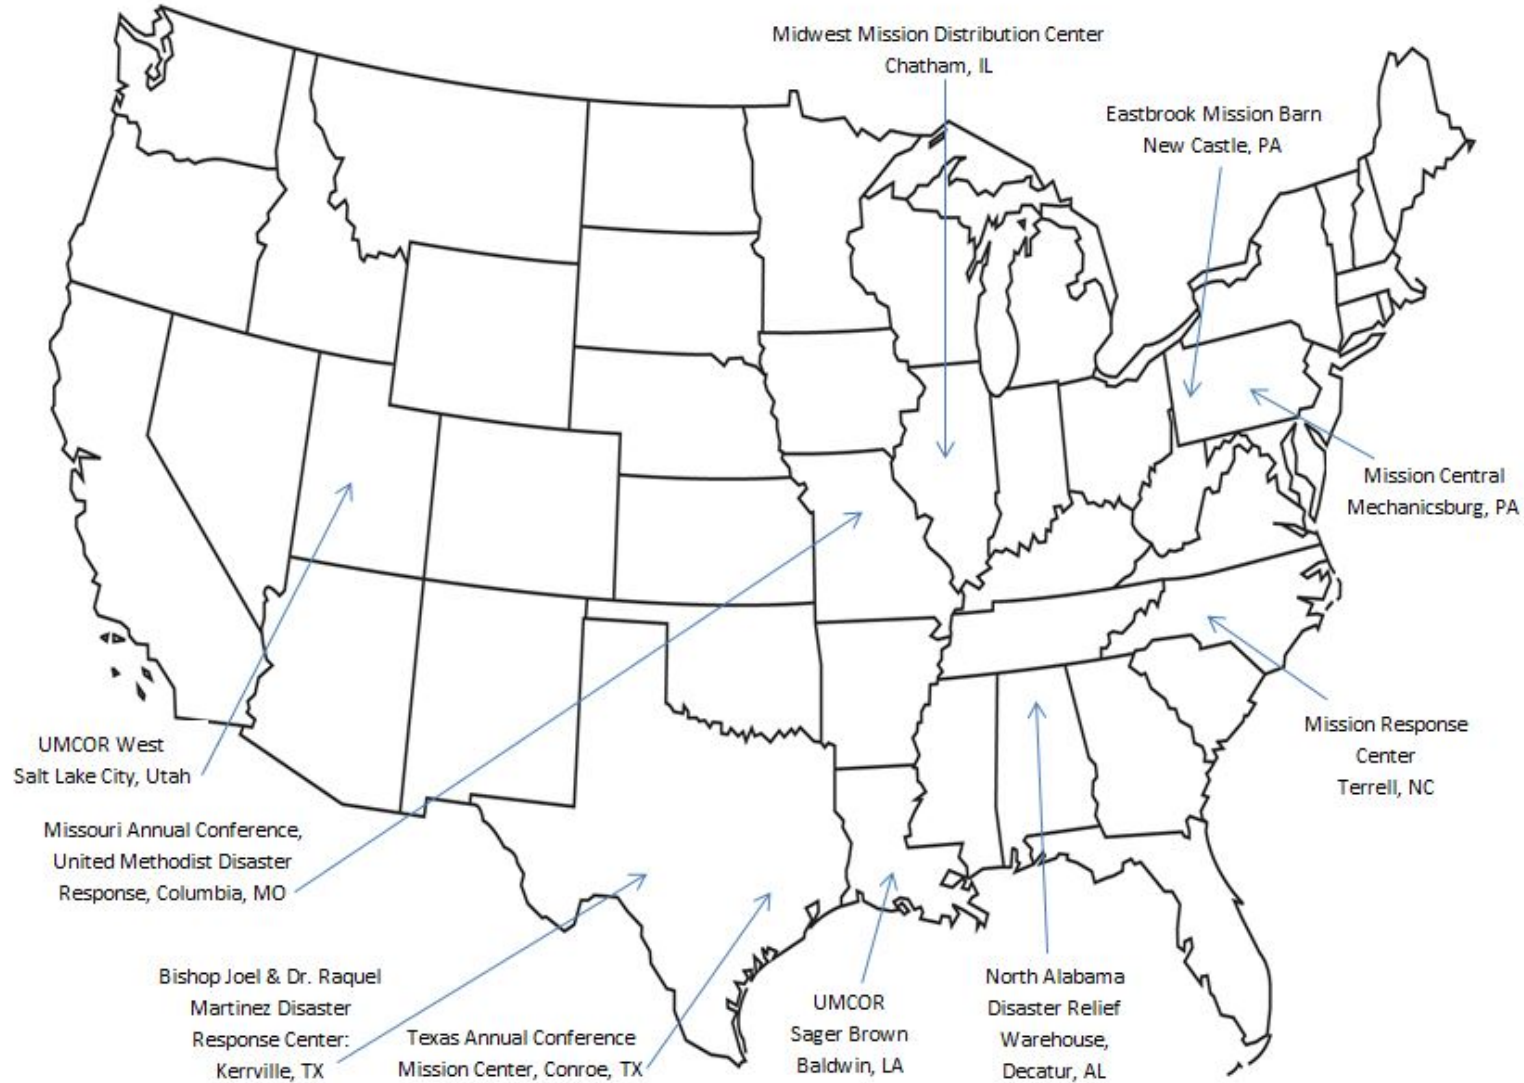 Midwest Mission Distribution Center
Chatham, IL
Eastbrook Mission Barn
New Castle, PA
Mission Central
Mechanicsburg, PA
Mission Response
Center
Terrell, NC
UMCOR West
Salt Lake City, Utah
Missouri Annual Conference,
United Methodist Disaster
Response, Columbia, MO
Bishop Joel & Dr. Raquel
Martinez Disaster
Response Center:
Kerrville, TX
Texas Annual Conference
Mission Center, Conroe, TX
UMCOR
Sager Brown
Baldwin, LA
North Alabama
Disaster Relief
Warehouse,
Decatur, AL